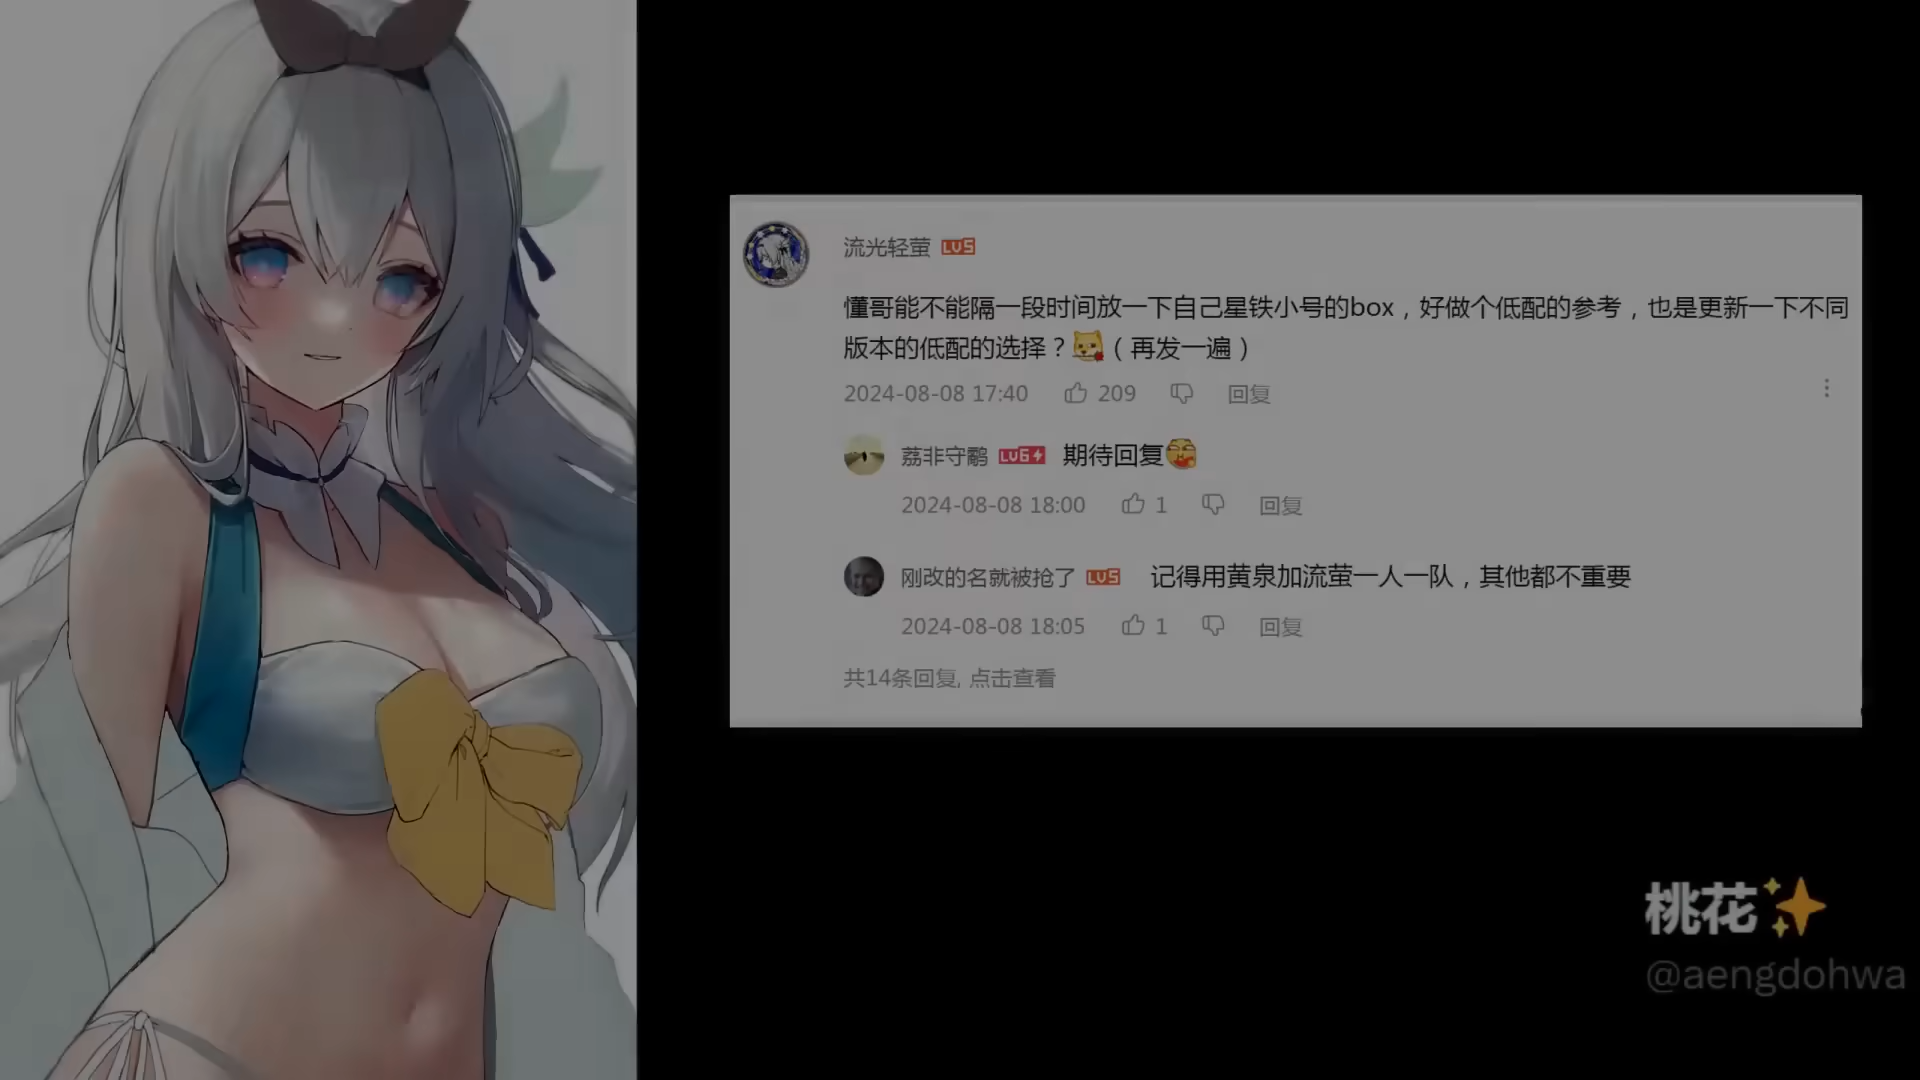 流光轻萤 LV5
懂哥能不能隔一段时间放一下自己星铁小号的box，好做个低配的参考，也是更新一下不同
版本的低配的选择？（再发一遍）
2024-08-08 17:40 209 回复
荔非守鹬 LV6 期待回复
2024-08-08 18:00 1 回复
刚改的名就被抢了 LV5 记得用黄泉加流萤一人一队，其他都不重要
2024-08-08 18:05 1 回复
共14条回复, 点击查看
桃花
@aengdohwa